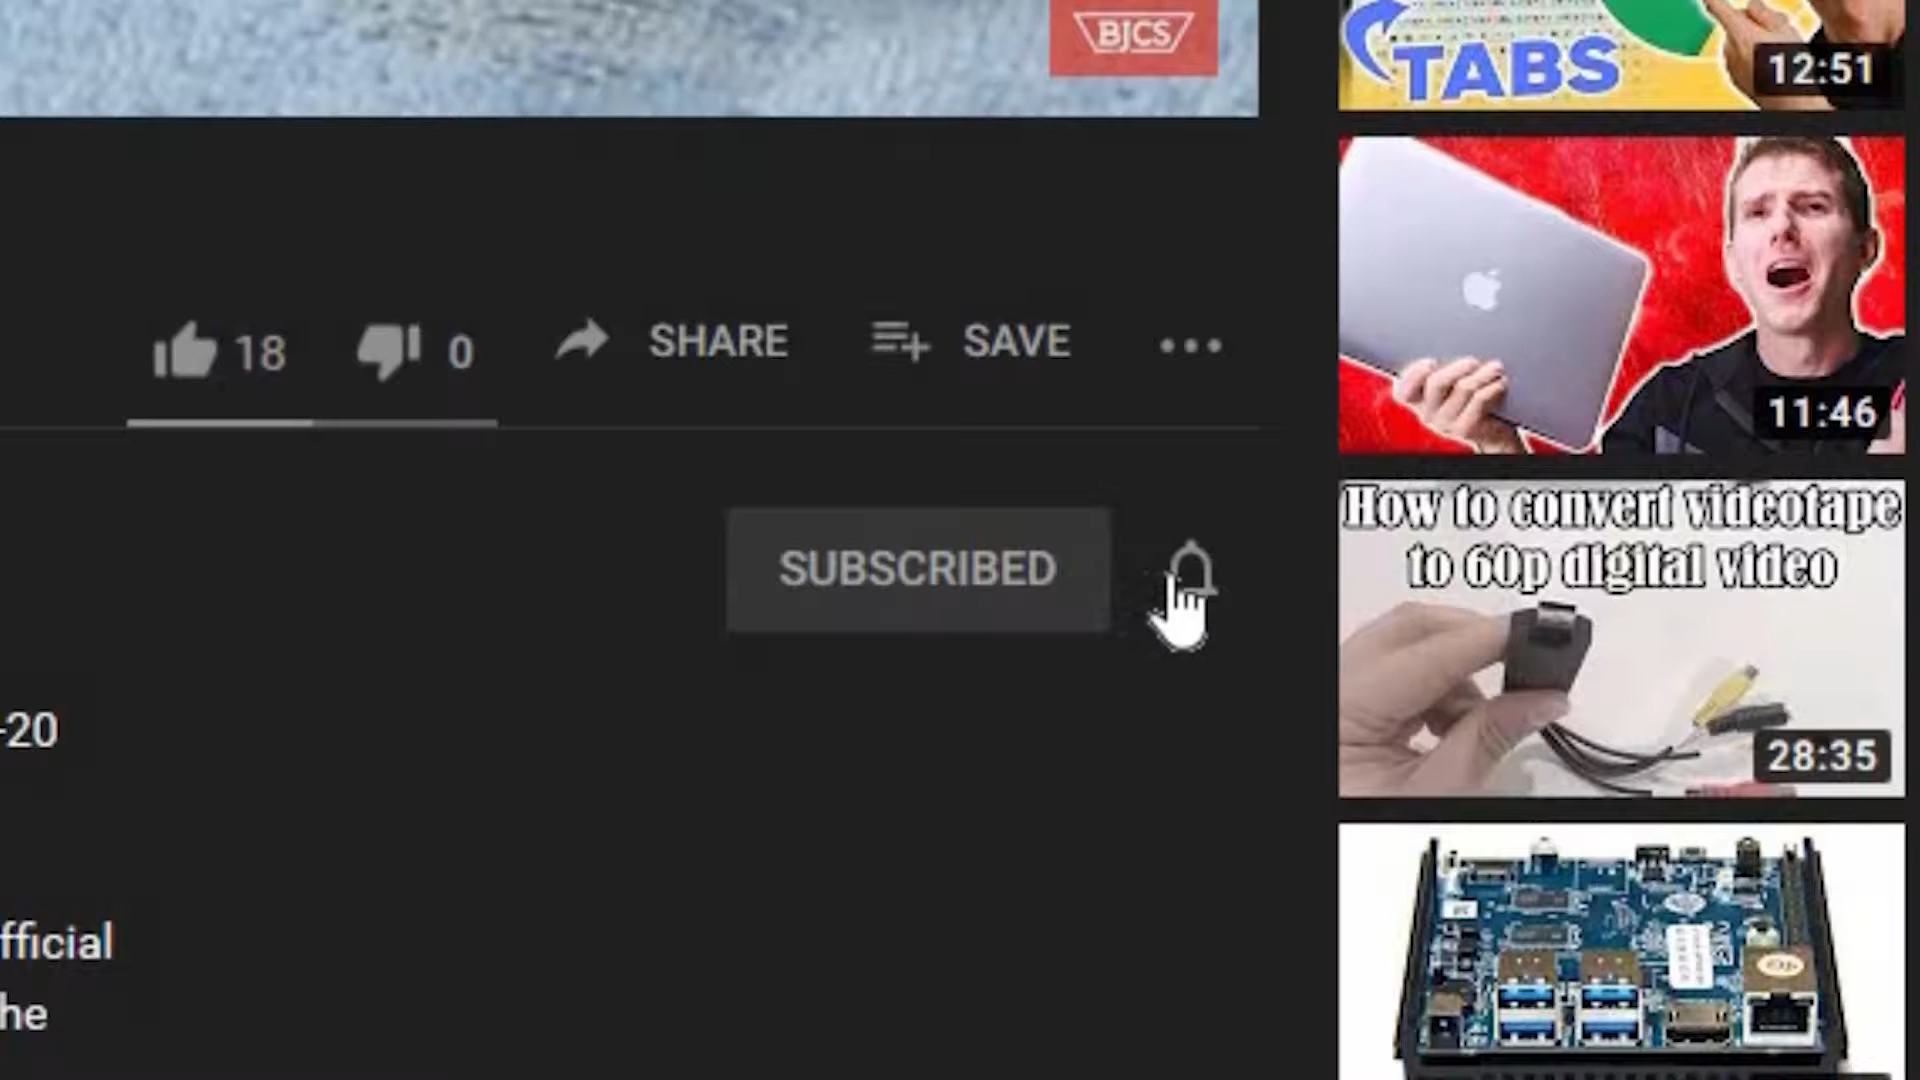 BJCS
TABS
12:51
11:46
18
0
SHARE
SAVE
SUBSCRIBED
How to convert videotape
to 60p digital video
28:35
-20
fficial
he